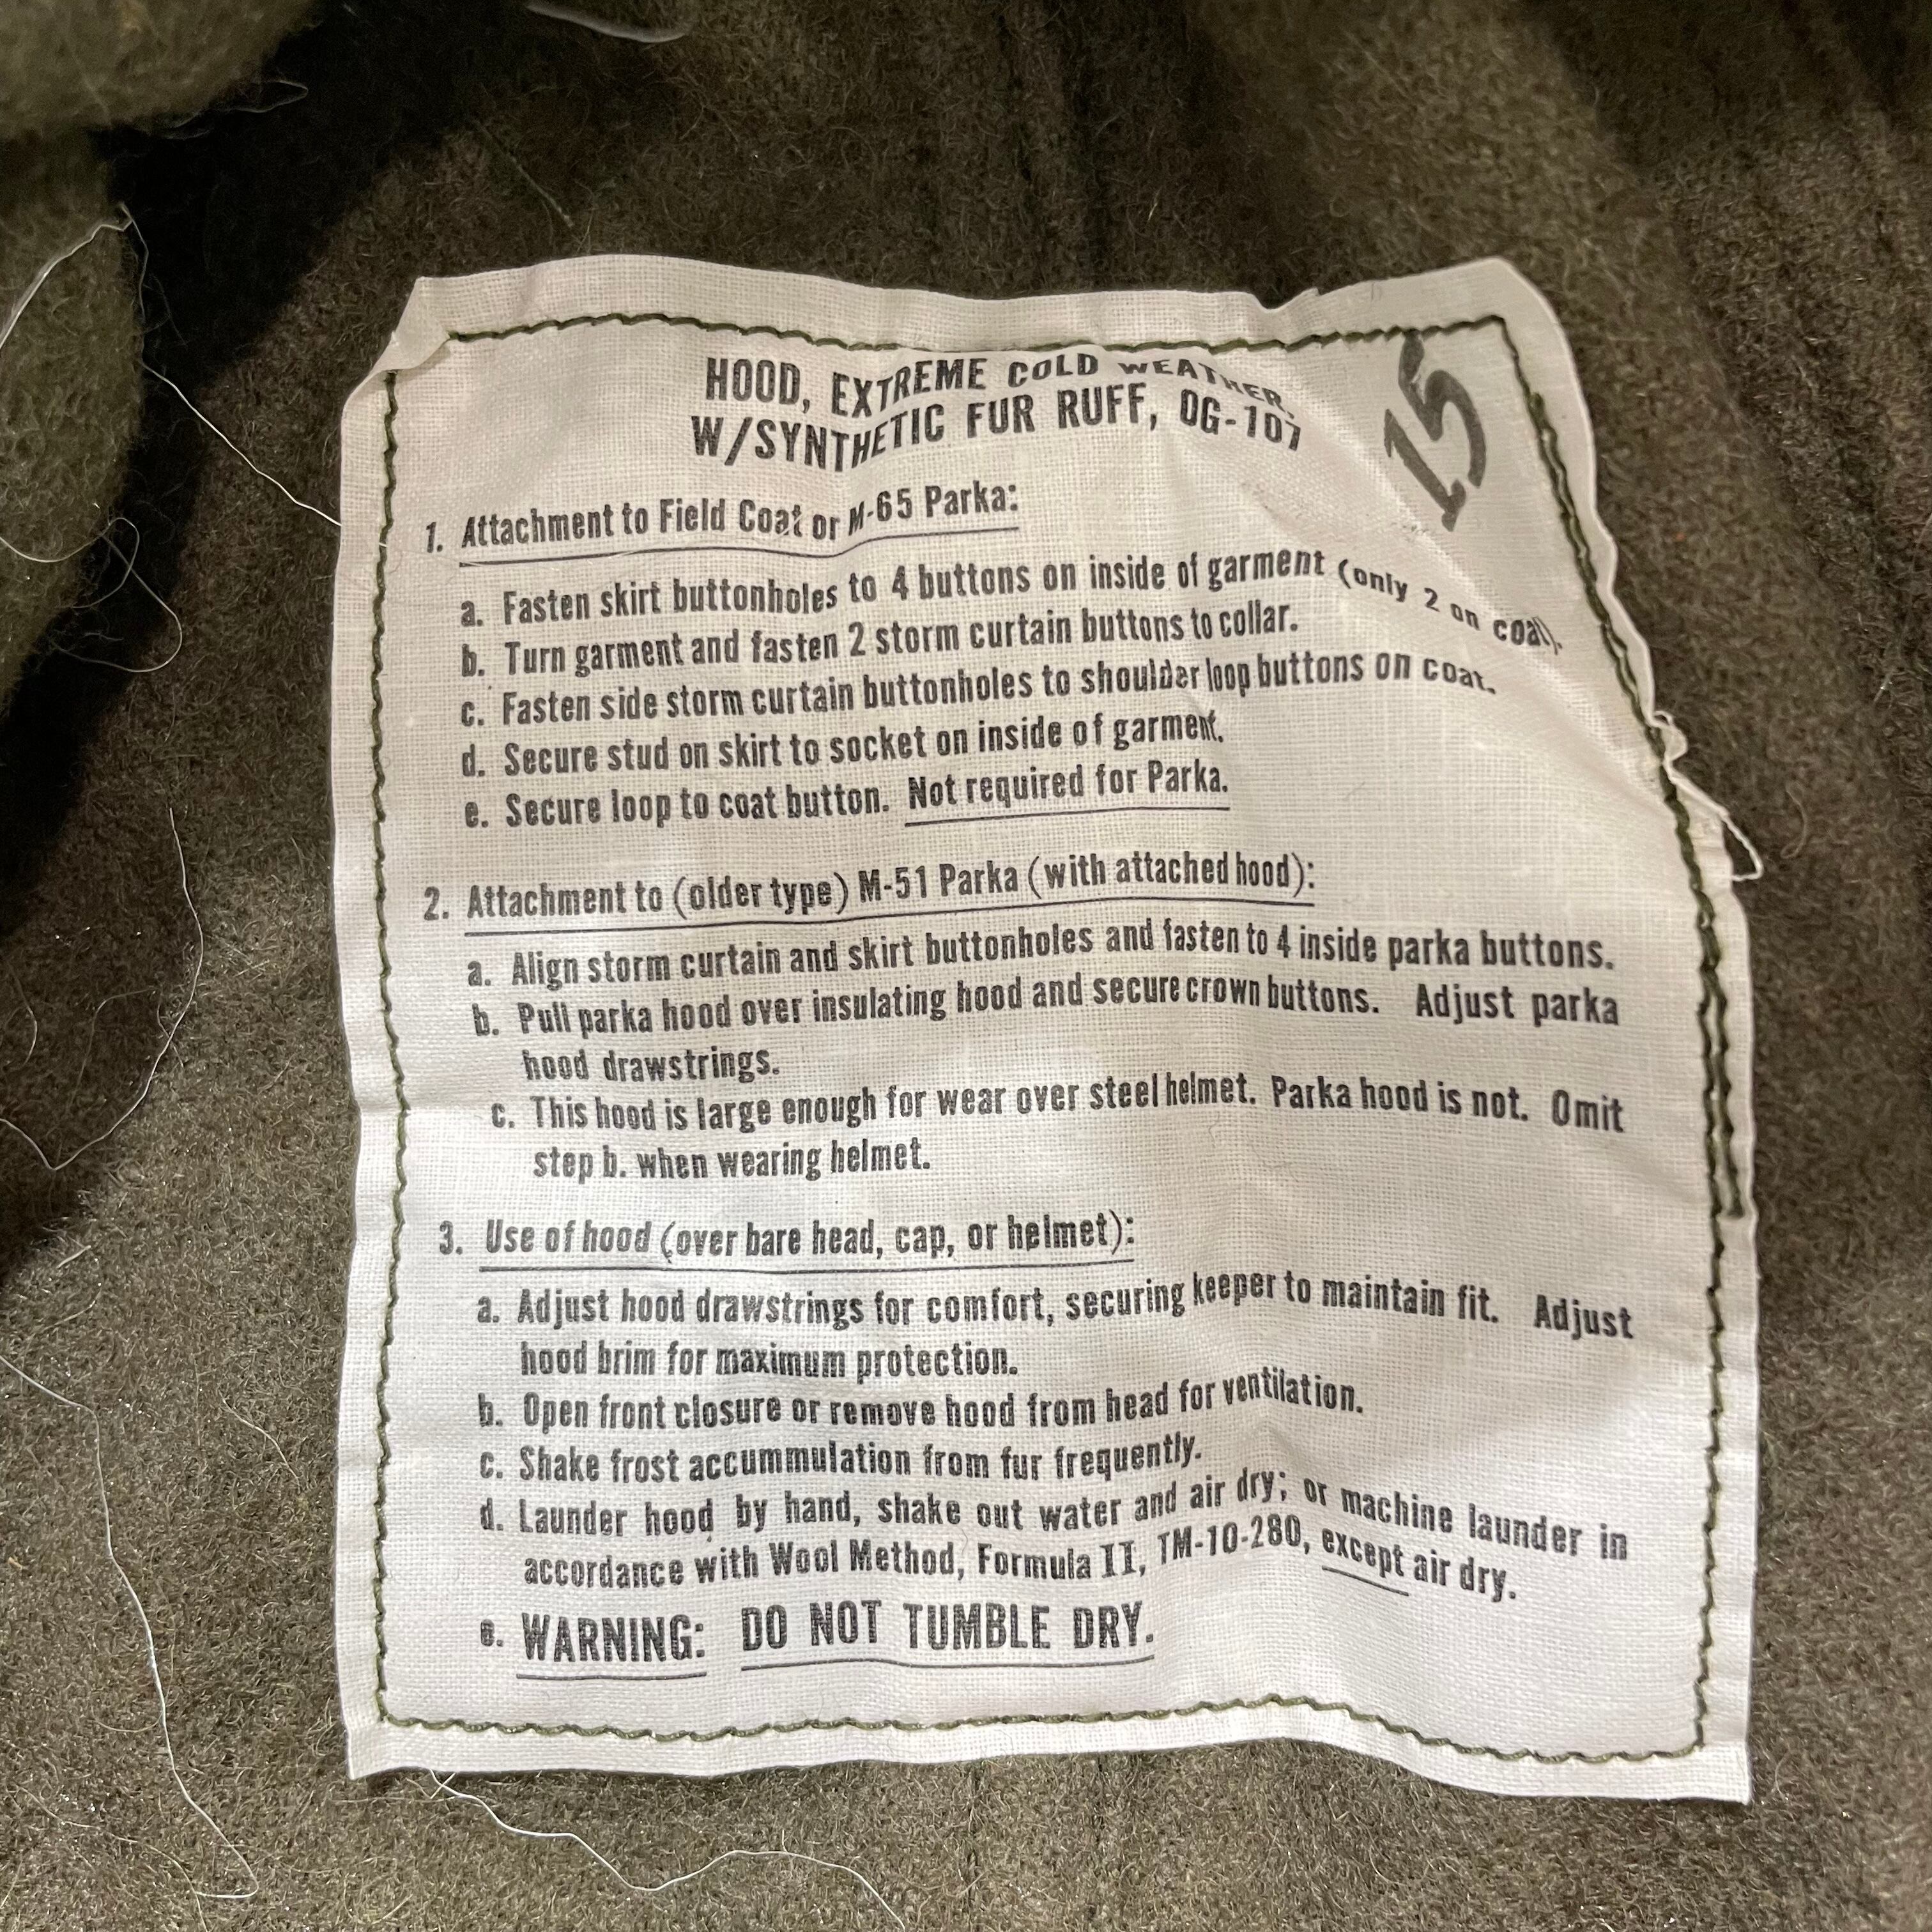 HOOD, EXTREME COLD WEATHER,
W/SYNTHETIC FUR RUFF, OG-107
15
1. Attachment to Field Coat or M-65 Parka:
a. Fasten skirt buttonholes to 4 buttons on inside of garment (only 2 on coat).
b. Turn garment and fasten 2 storm curtain buttons to collar.
c. Fasten side storm curtain buttonholes to shoulder loop buttons on coat.
d. Secure stud on skirt to socket on inside of garment.
e. Secure loop to coat button. Not required for Parka.
2. Attachment to (older type) M-51 Parka (with attached hood):
a. Align storm curtain and skirt buttonholes and fasten to 4 inside parka buttons.
b. Pull parka hood over insulating hood and secure crown buttons. Adjust parka
hood drawstrings.
c. This hood is large enough for wear over steel helmet. Parka hood is not. Omit
step b. when wearing helmet.
3. Use of hood (over bare head, cap, or helmet):
a. Adjust hood drawstrings for comfort, securing keeper to maintain fit. Adjust
hood brim for maximum protection.
b. Open front closure or remove hood from head for ventilation.
c. Shake frost accummulation from fur frequently.
d. Launder hood by hand, shake out water and air dry; or machine launder in
accordance with Wool Method, Formula II, TM-10-280, except air dry.
e. WARNING: DO NOT TUMBLE DRY.